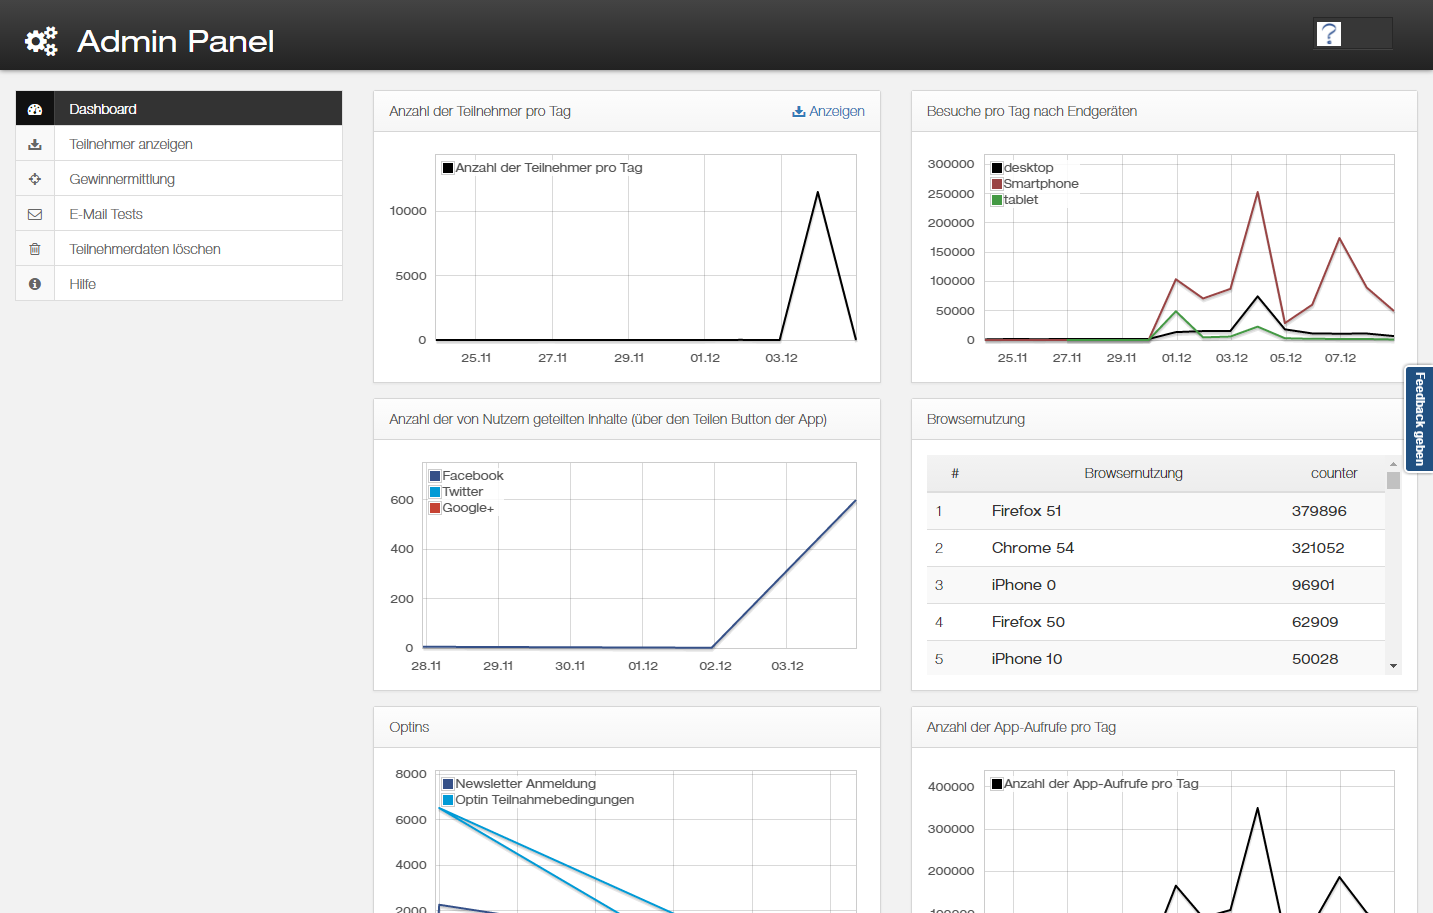 Admin Panel
?
Dashboard
Teilnehmer anzeigen
Gewinnermittlung
E-Mail Tests
Teilnehmerdaten löschen
Hilfe
Anzahl der Teilnehmer pro Tag
Anzeigen
Anzahl der Teilnehmer pro Tag
10000
5000
0
25.11 27.11 29.11 01.12 03.12
Besuche pro Tag nach Endgeräten
desktop
Smartphone
tablet
300000
250000
200000
150000
100000
50000
0
25.11 27.11 29.11 01.12 03.12 05.12 07.12
Feedback geben
Anzahl der von Nutzern geteilten Inhalte (über den Teilen Button der App)
Facebook
Twitter
Google+
600
400
200
0
28.11 29.11 30.11 01.12 02.12 03.12
Browsernutzung
# Browsernutzung counter
1 Firefox 51 379896
2 Chrome 54 321052
3 iPhone 0 96901
4 Firefox 50 62909
5 iPhone 10 50028
Optins
Newsletter Anmeldung
Optin Teilnahmebedingungen
8000
6000
4000
2000
Anzahl der App-Aufrufe pro Tag
Anzahl der App-Aufrufe pro Tag
400000
300000
200000
100000